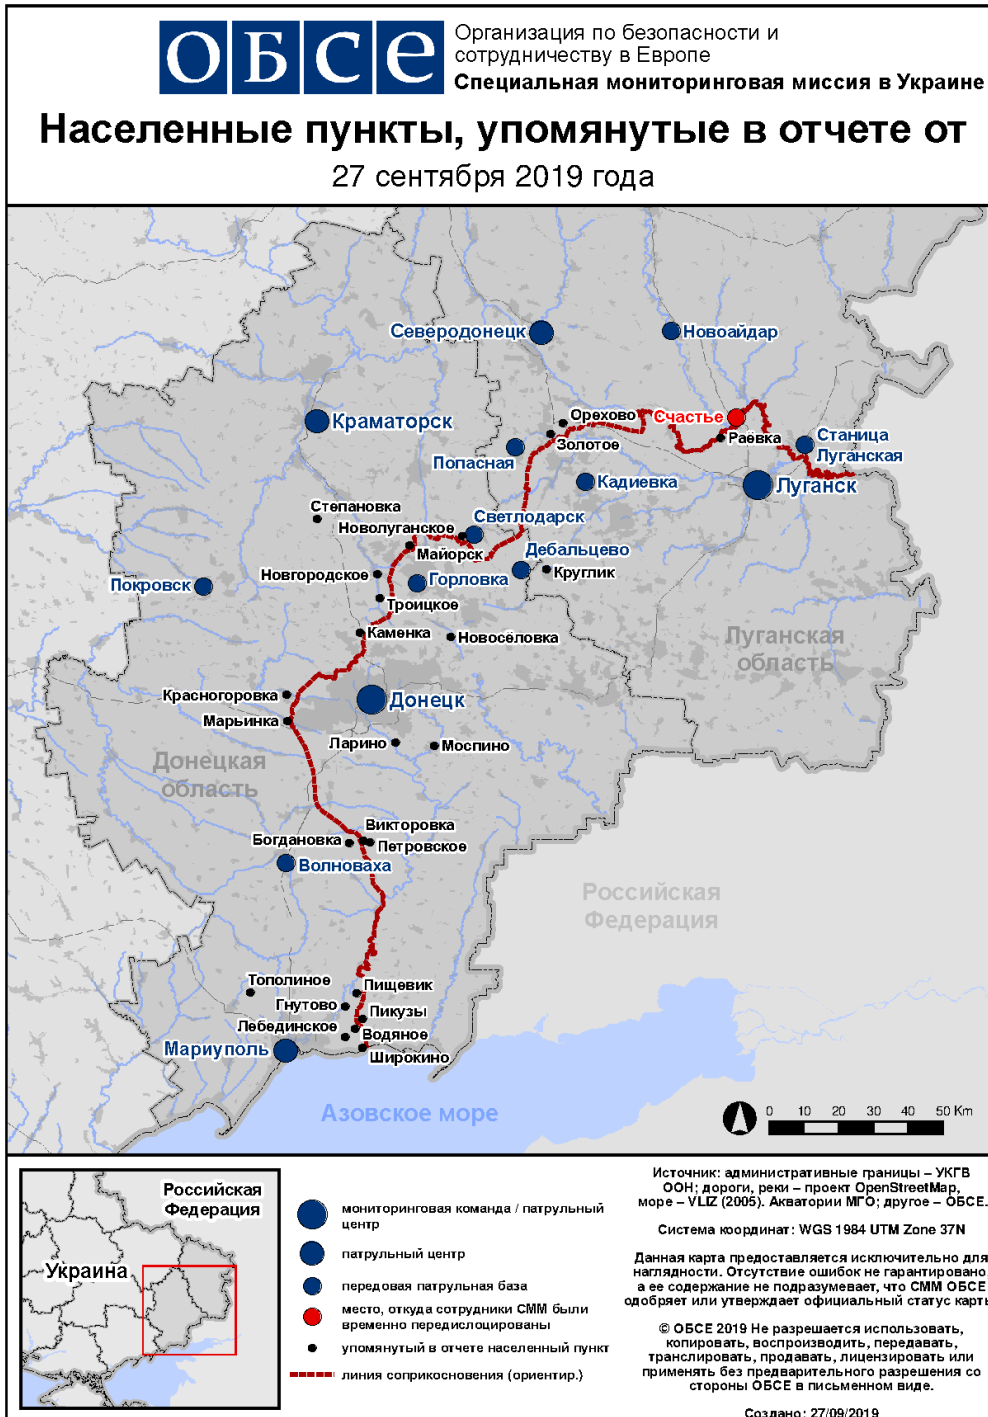 ОБСЕ
Организация по безопасности и
сотрудничеству в Европе
Специальная мониторинговая миссия в Украине
Населенные пункты, упомянутые в отчете от
27 сентября 2019 года
Северодонецк
Новоайдар
Краматорск
Орехово
Счастье
Золотое
Раёвка
Станица
Луганская
Попасная
Кадиевка
Луганск
Степановка
Новолуганское
Светлодарск
Майорск
Дебальцево
Новгородское
Горловка
Круглик
Покровск
Троицкое
Каменка
Новосёловка
Луганская
область
Красногоровка
Донецк
Марьинка
Ларино
Моспино
Донецкая
область
Викторовка
Богдановка
Петровское
Волноваха
Российская
Федерация
Тополиное
Пищевик
Гнутово
Пикузы
Лебединское
Водяное
Мариуполь
Широкино
Азовское море
0 10 20 30 40 50 Km
Российская
Федерация
Украина
мониторинговая команда / патрульный
центр
патрульный центр
передовая патрульная база
место, откуда сотрудники СММ были
временно передислоцированы
упомянутый в отчете населенный пункт
линия соприкосновения (ориентир.)
Источник: административные границы – УКГВ
ООН; дороги, реки – проект OpenStreetMap,
море – VLIZ (2005). Акватории МГО; другое – ОБСЕ.
Система координат: WGS 1984 UTM Zone 37N
Данная карта предоставляется исключительно для
наглядности. Отсутствие ошибок не гарантировано,
а ее содержание не подразумевает, что СММ ОБСЕ
одобряет или утверждает официальный статус карты
© ОБСЕ 2019 Не разрешается использовать,
копировать, воспроизводить, передавать,
транслировать, продавать, лицензировать или
применять без предварительного разрешения со
стороны ОБСЕ в письменном виде.
Создано: 27/09/2019